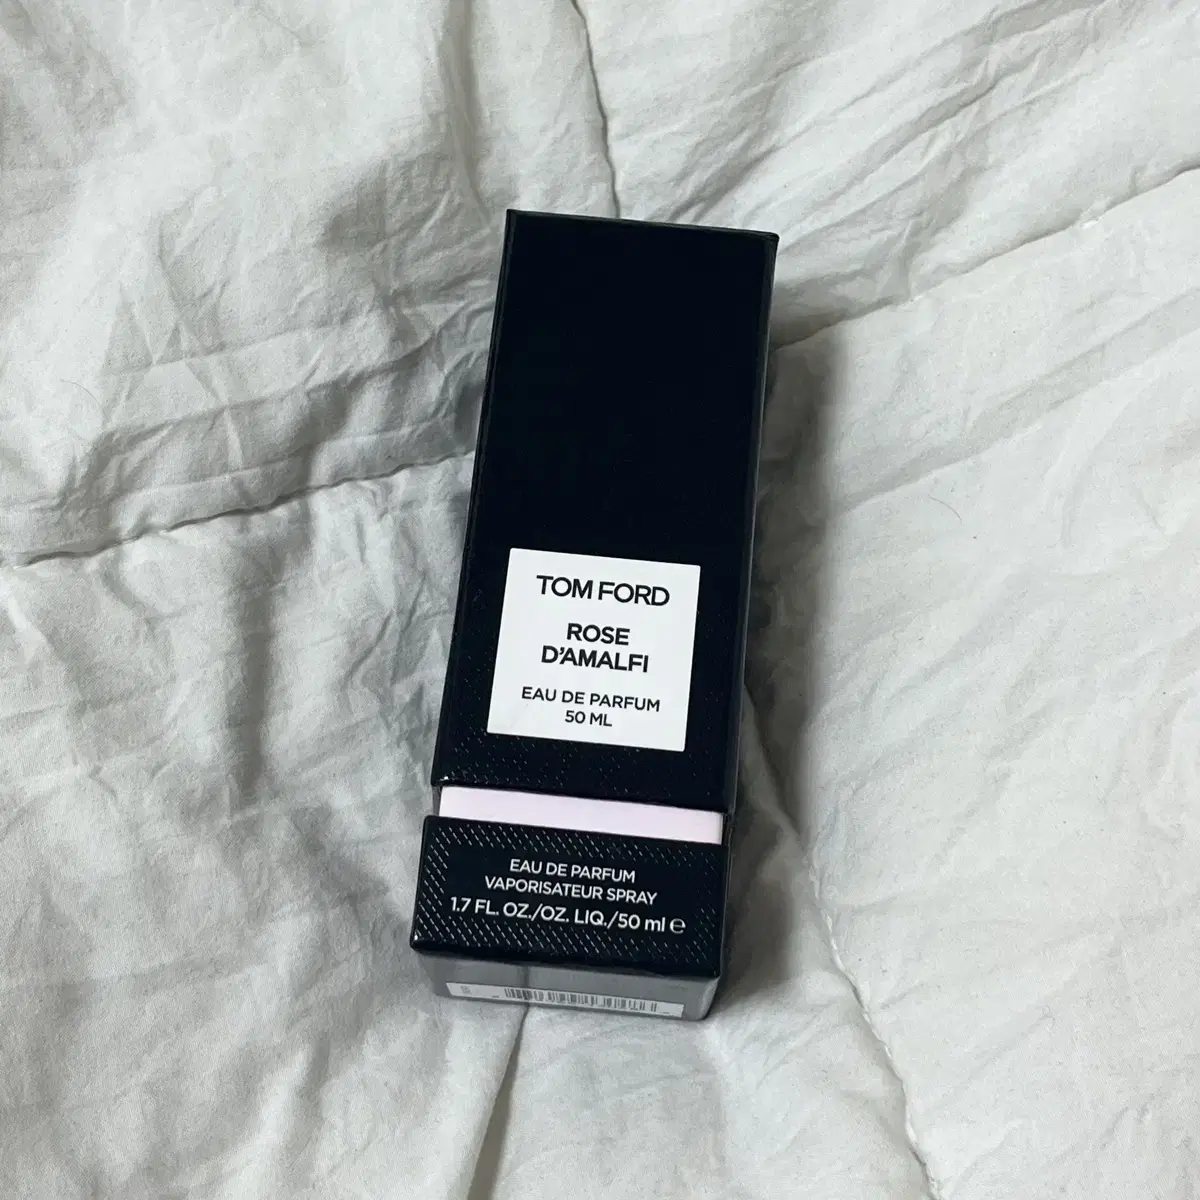 TOM FORD
ROSE
D'AMALFI
EAU DE PARFUM
50 ML
EAU DE PARFUM
VAPORISATEUR SPRAY
1.7 FL. OZ./OZ. LIQ./50 ml ℮